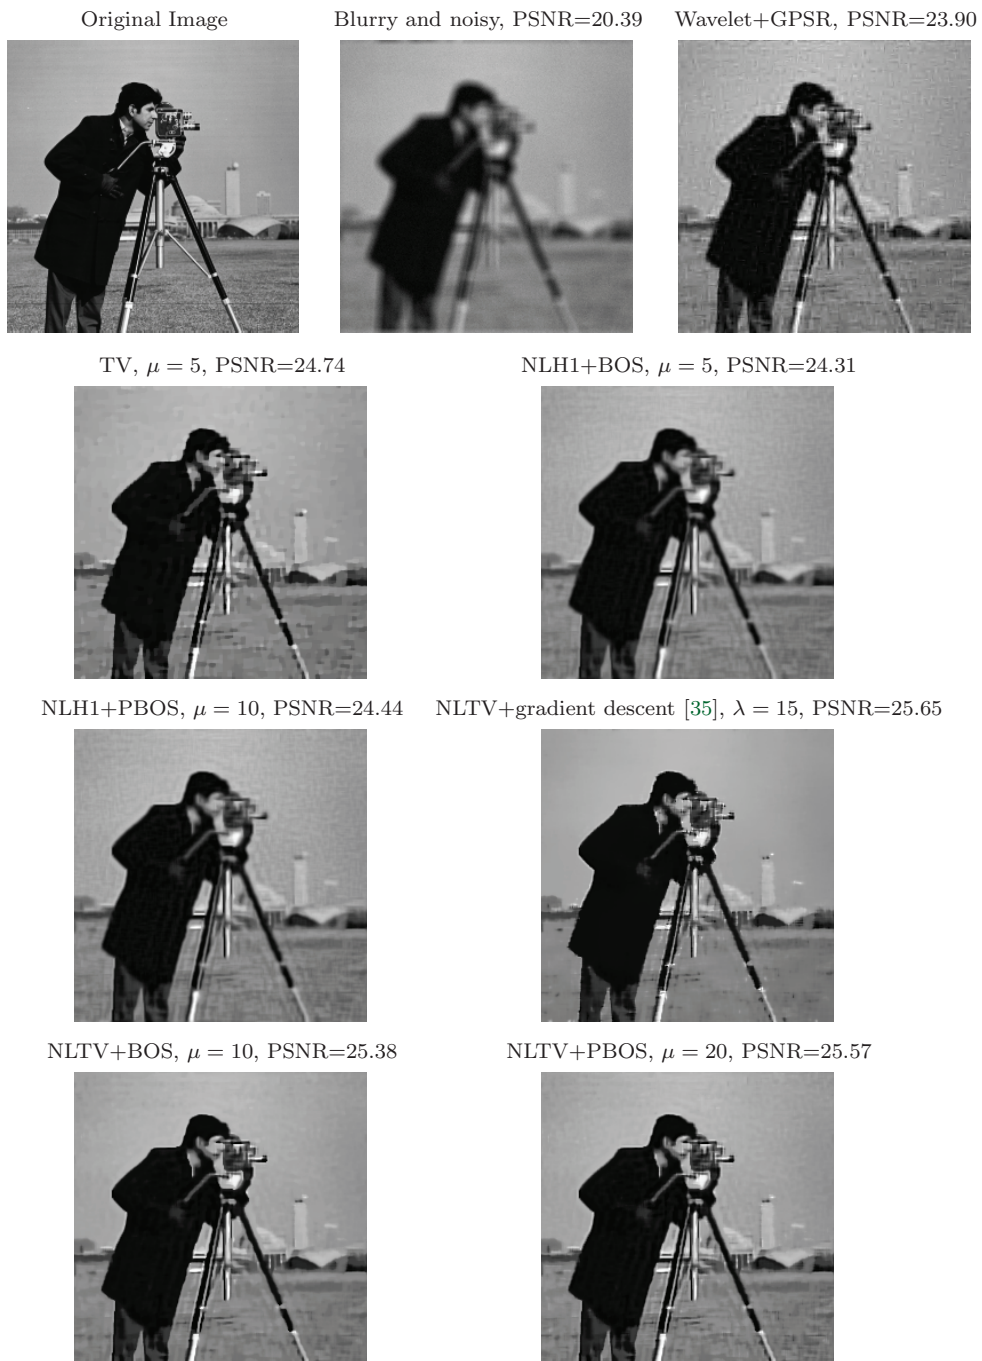 Original Image
Blurry and noisy, PSNR=20.39
Wavelet+GPSR, PSNR=23.90
TV, μ = 5, PSNR=24.74
NLH1+BOS, μ = 5, PSNR=24.31
NLH1+PBOS, μ = 10, PSNR=24.44
NLTV+gradient descent [35], λ = 15, PSNR=25.65
NLTV+BOS, μ = 10, PSNR=25.38
NLTV+PBOS, μ = 20, PSNR=25.57